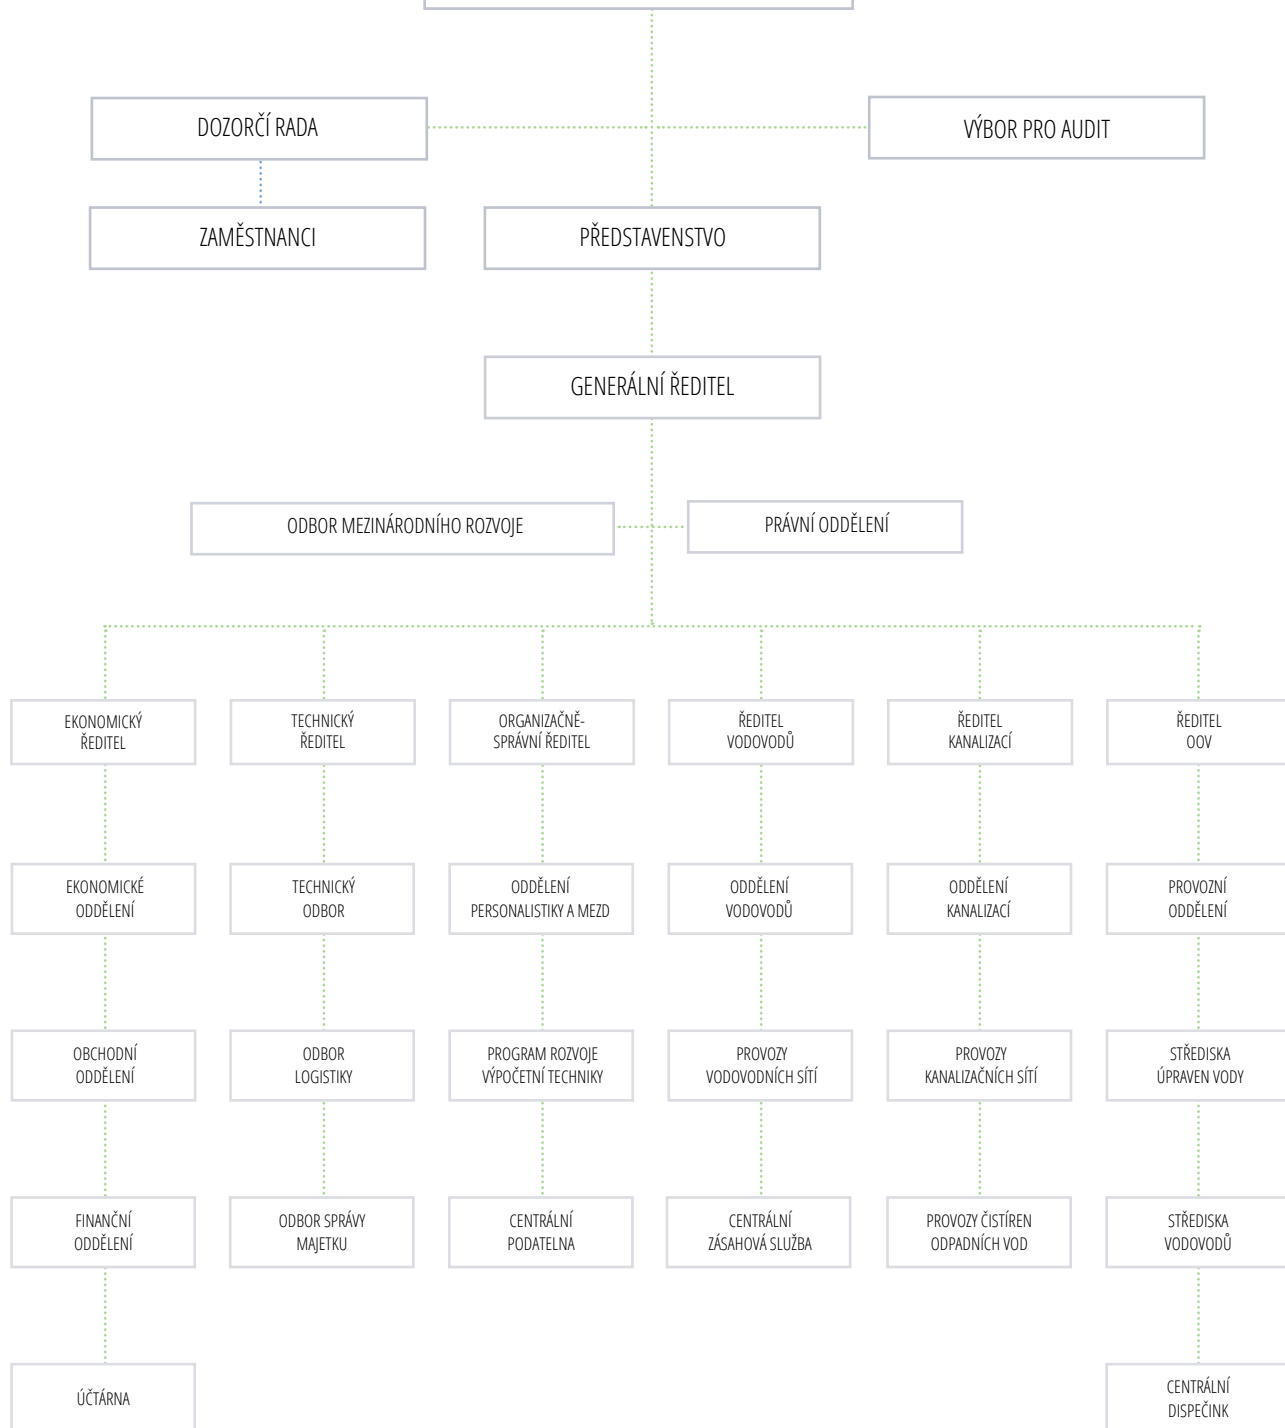 DOZORČÍ RADA
VÝBOR PRO AUDIT
ZAMĚSTNANCI
PŘEDSTAVENSTVO
GENERÁLNÍ ŘEDITEL
ODBOR MEZINÁRODNÍHO ROZVOJE
PRÁVNÍ ODDĚLENÍ
EKONOMICKÝ
ŘEDITEL
TECHNICKÝ
ŘEDITEL
ORGANIZAČNĚ-
SPRÁVNÍ ŘEDITEL
ŘEDITEL
VODOVODŮ
ŘEDITEL
KANALIZACÍ
ŘEDITEL
OOV
EKONOMICKÉ
ODDĚLENÍ
TECHNICKÝ
ODBOR
ODDĚLENÍ
PERSONALISTIKY A MEZD
ODDĚLENÍ
VODOVODŮ
ODDĚLENÍ
KANALIZACÍ
PROVOZNÍ
ODDĚLENÍ
OBCHODNÍ
ODDĚLENÍ
ODBOR
LOGISTIKY
PROGRAM ROZVOJE
VÝPOČETNÍ TECHNIKY
PROVOZY
VODOVODNÍCH SÍTÍ
PROVOZY
KANALIZAČNÍCH SÍTÍ
STŘEDISKA
ÚPRAVEN VODY
FINANČNÍ
ODDĚLENÍ
ODBOR SPRÁVY
MAJETKU
CENTRÁLNÍ
PODATELNA
CENTRÁLNÍ
ZÁSAHOVÁ SLUŽBA
PROVOZY ČISTÍREN
ODPADNÍCH VOD
STŘEDISKA
VODOVODŮ
ÚČTÁRNA
CENTRÁLNÍ
DISPEČINK